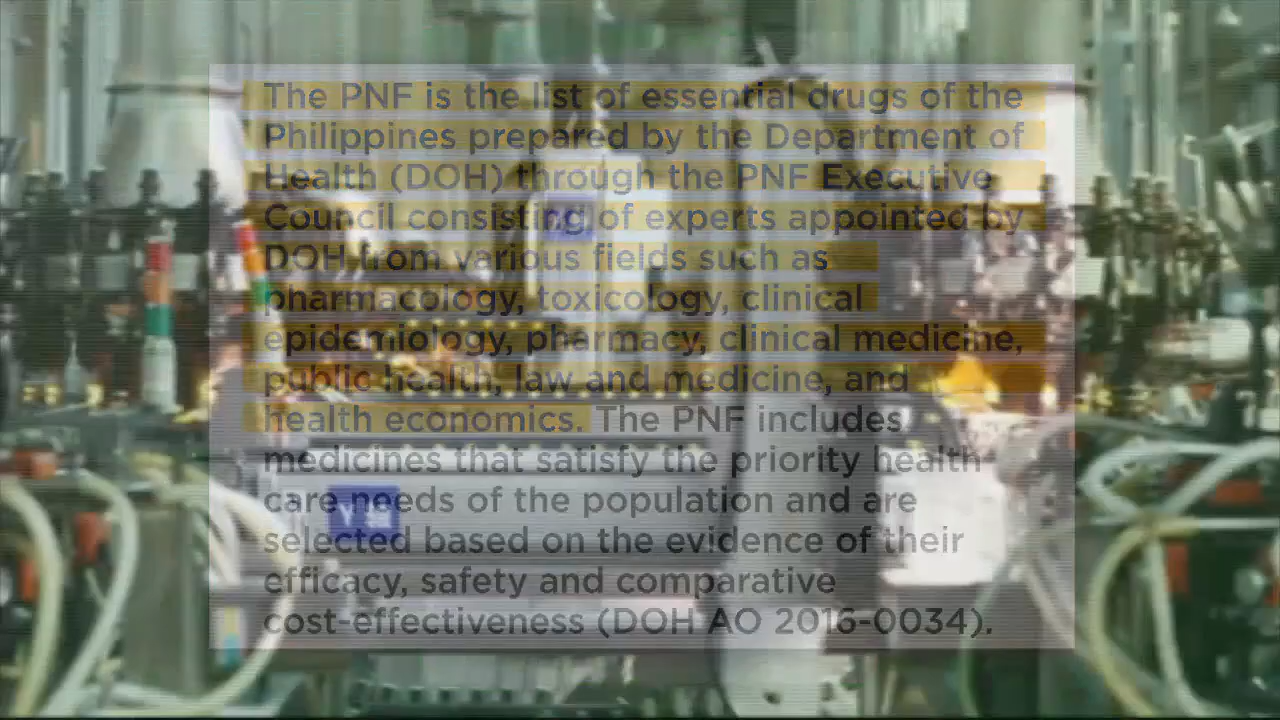 The PNF is the list of essential drugs of the
Philippines prepared by the Department of
Health (DOH) through the PNF Executive
Council consisting of experts appointed by
DOH from various fields such as
pharmacology, toxicology, clinical
epidemiology, pharmacy, clinical medicine,
public health, law and medicine, and
health economics. The PNF includes
medicines that satisfy the priority health
care needs of the population and are
selected based on the evidence of their
efficacy, safety and comparative
cost-effectiveness (DOH AO 2016-0034).